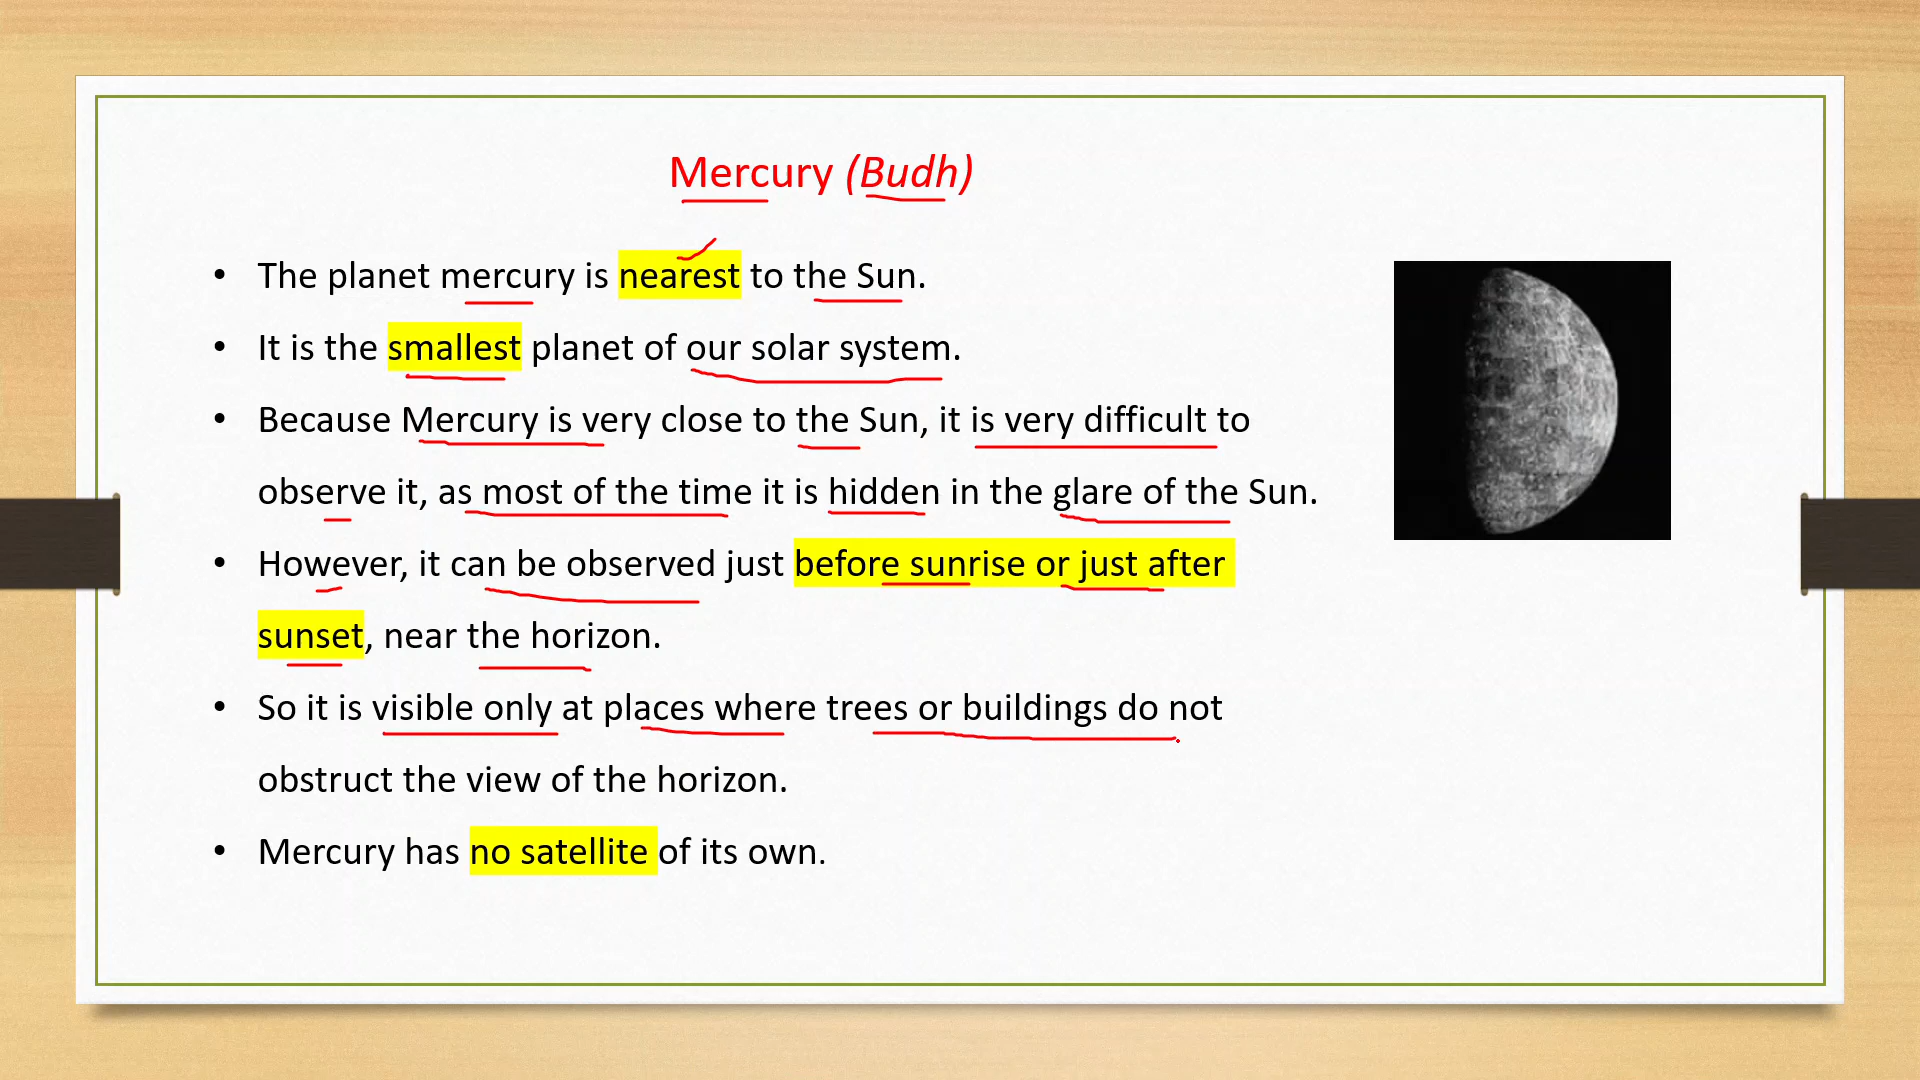 Mercury (Budh)
• The planet mercury is nearest to the Sun.
• It is the smallest planet of our solar system.
• Because Mercury is very close to the Sun, it is very difficult to
observe it, as most of the time it is hidden in the glare of the Sun.
• However, it can be observed just before sunrise or just after
sunset, near the horizon.
• So it is visible only at places where trees or buildings do not
obstruct the view of the horizon.
• Mercury has no satellite of its own.